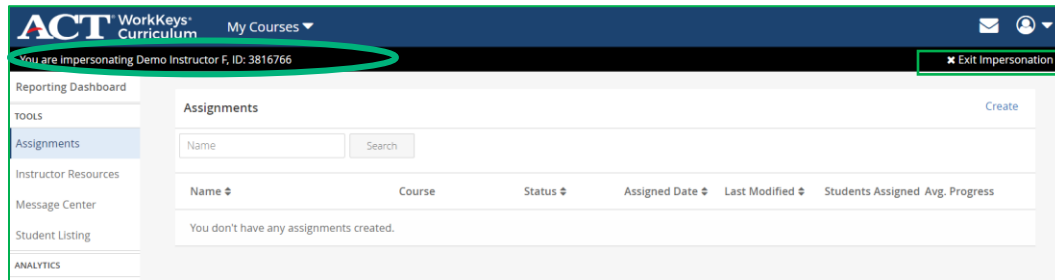 ACT WorkKeys® Curriculum My Courses
You are impersonating Demo Instructor F, ID: 3816766 × Exit Impersonation
Reporting Dashboard
TOOLS
Assignments
Instructor Resources
Message Center
Student Listing
ANALYTICS
Assignments Create
Name Search
Name Course Status Assigned Date Last Modified Students Assigned Avg. Progress
You don't have any assignments created.